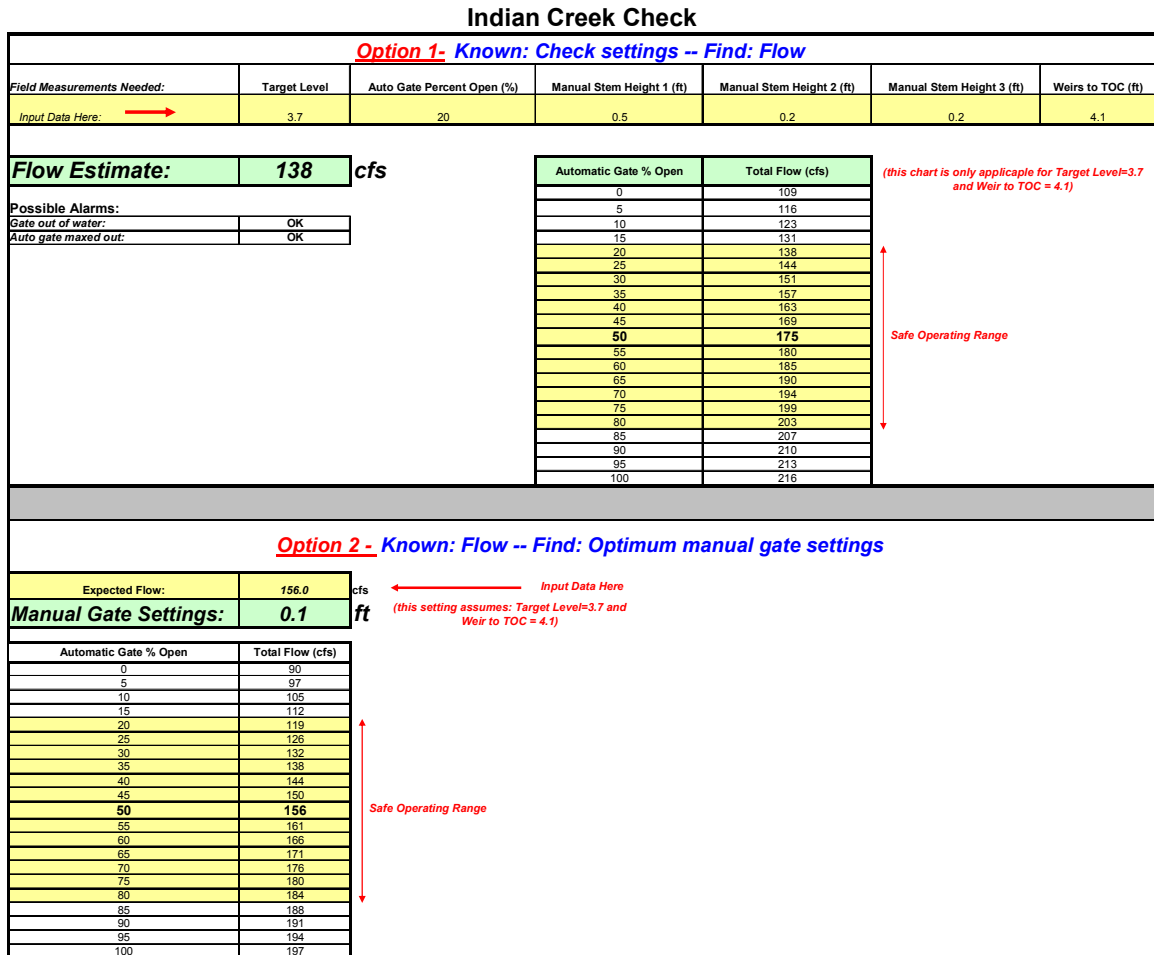 Indian Creek Check
Option 1- Known: Check settings -- Find: Flow
Field Measurements Needed: Target Level Auto Gate Percent Open (%) Manual Stem Height 1 (ft) Manual Stem Height 2 (ft) Manual Stem Height 3 (ft) Weirs to TOC (ft)
Input Data Here: 3.7 20 0.5 0.2 0.2 4.1
Flow Estimate: 138 cfs
Possible Alarms:
Gate out of water: OK
Auto gate maxed out: OK
Automatic Gate % Open Total Flow (cfs)
0 109
5 116
10 123
15 131
20 138
25 144
30 151
35 157
40 163
45 169
50 175
55 180
60 185
65 190
70 194
75 199
80 203
85 207
90 210
95 213
100 216
(this chart is only applicaple for Target Level=3.7
and Weir to TOC = 4.1)
Safe Operating Range
Option 2 - Known: Flow -- Find: Optimum manual gate settings
Expected Flow: 156.0 cfs Input Data Here
Manual Gate Settings: 0.1 ft
(this setting assumes: Target Level=3.7 and
Weir to TOC = 4.1)
Automatic Gate % Open Total Flow (cfs)
0 90
5 97
10 105
15 112
20 119
25 126
30 132
35 138
40 144
45 150
50 156
55 161
60 166
65 171
70 176
75 180
80 184
85 188
90 191
95 194
100 197
Safe Operating Range